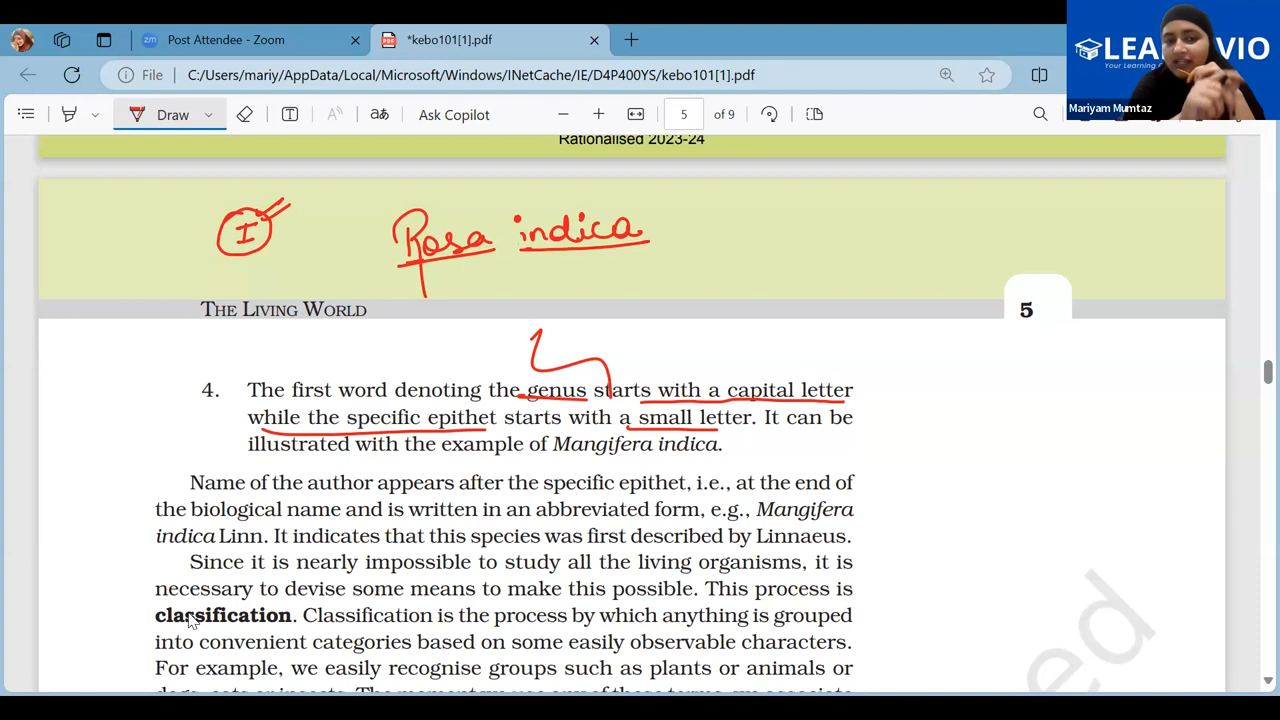 Post Attendee - Zoom
*kebo101[1].pdf
File
C:/Users/mariy/AppData/Local/Microsoft/Windows/INetCache/IE/D4P400YS/kebo101[1].pdf
Draw
Ask Copilot
5 of 9
Mariyam Mumtaz
Your Learning
Rationalised 2023-24
I
Rosa indica
THE LIVING WORLD
5
4. The first word denoting the genus starts with a capital letter
while the specific epithet starts with a small letter. It can be
illustrated with the example of Mangifera indica.
Name of the author appears after the specific epithet, i.e., at the end of
the biological name and is written in an abbreviated form, e.g., Mangifera
indica Linn. It indicates that this species was first described by Linnaeus.
Since it is nearly impossible to study all the living organisms, it is
necessary to devise some means to make this possible. This process is
classification. Classification is the process by which anything is grouped
into convenient categories based on some easily observable characters.
For example, we easily recognise groups such as plants or animals or